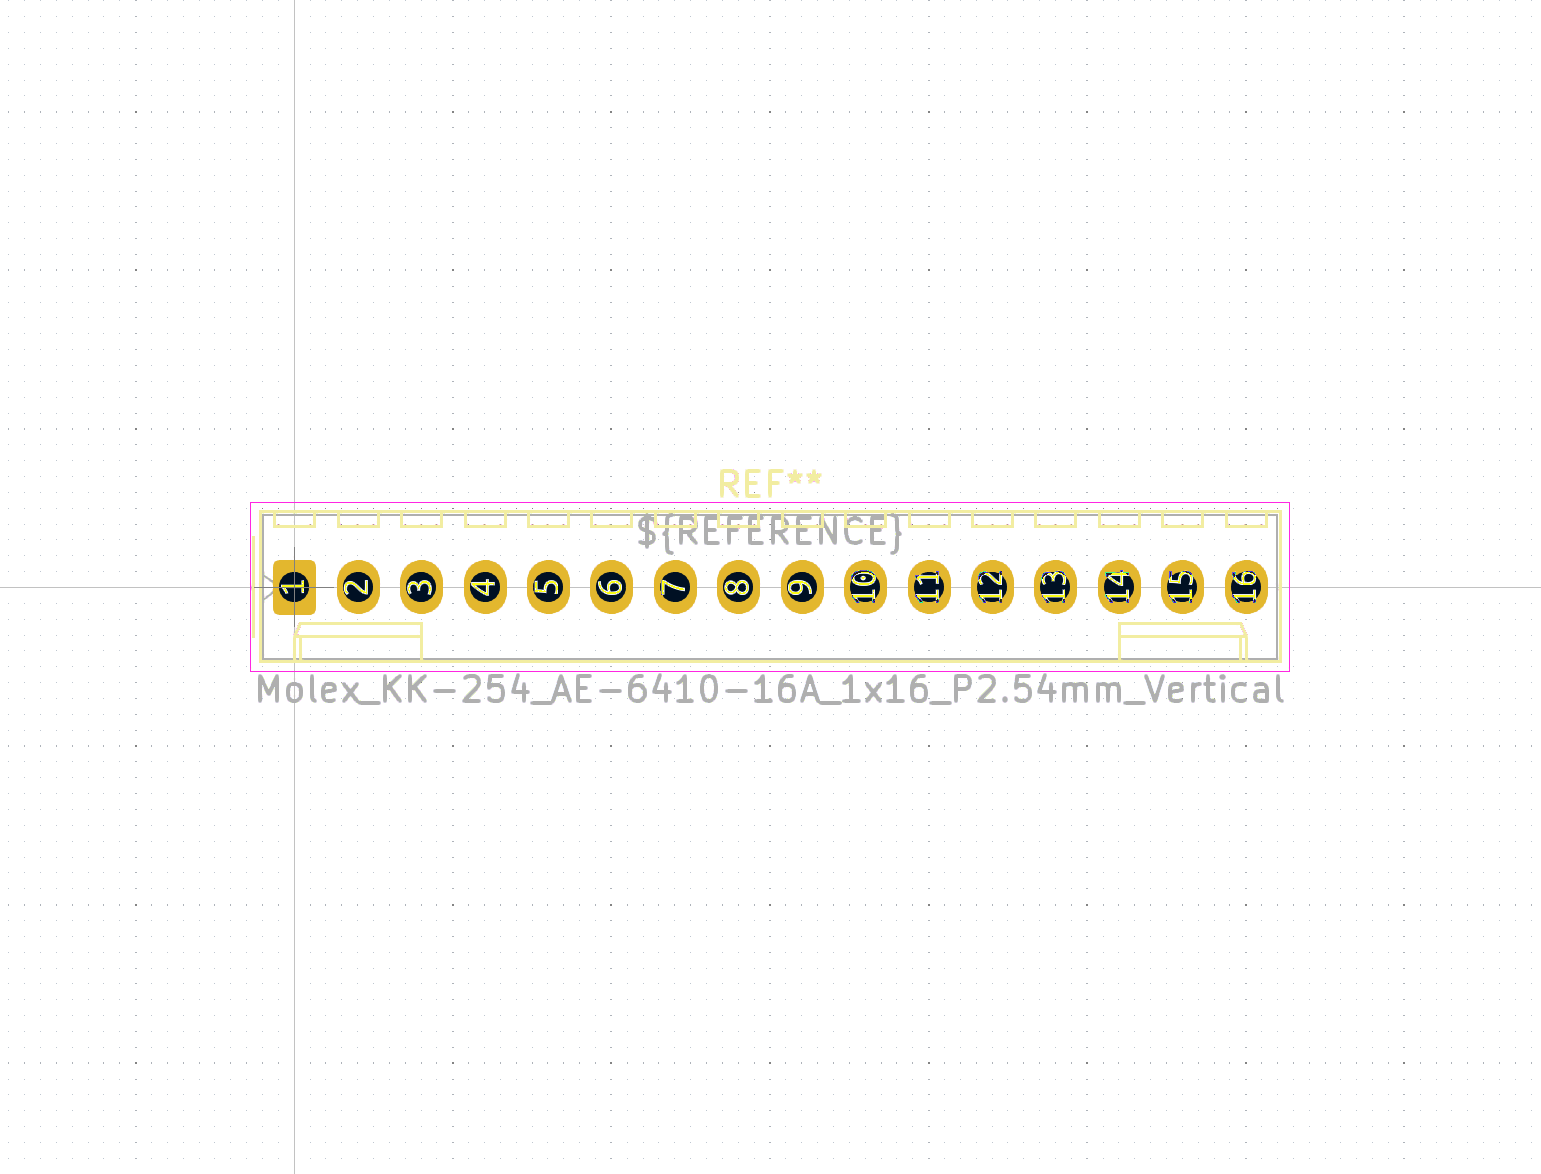 REF**
${REFERENCE}
1 2 3 4 5 6 7 8 9 10 11 12 13 14 15 16
Molex_KK-254_AE-6410-16A_1x16_P2.54mm_Vertical